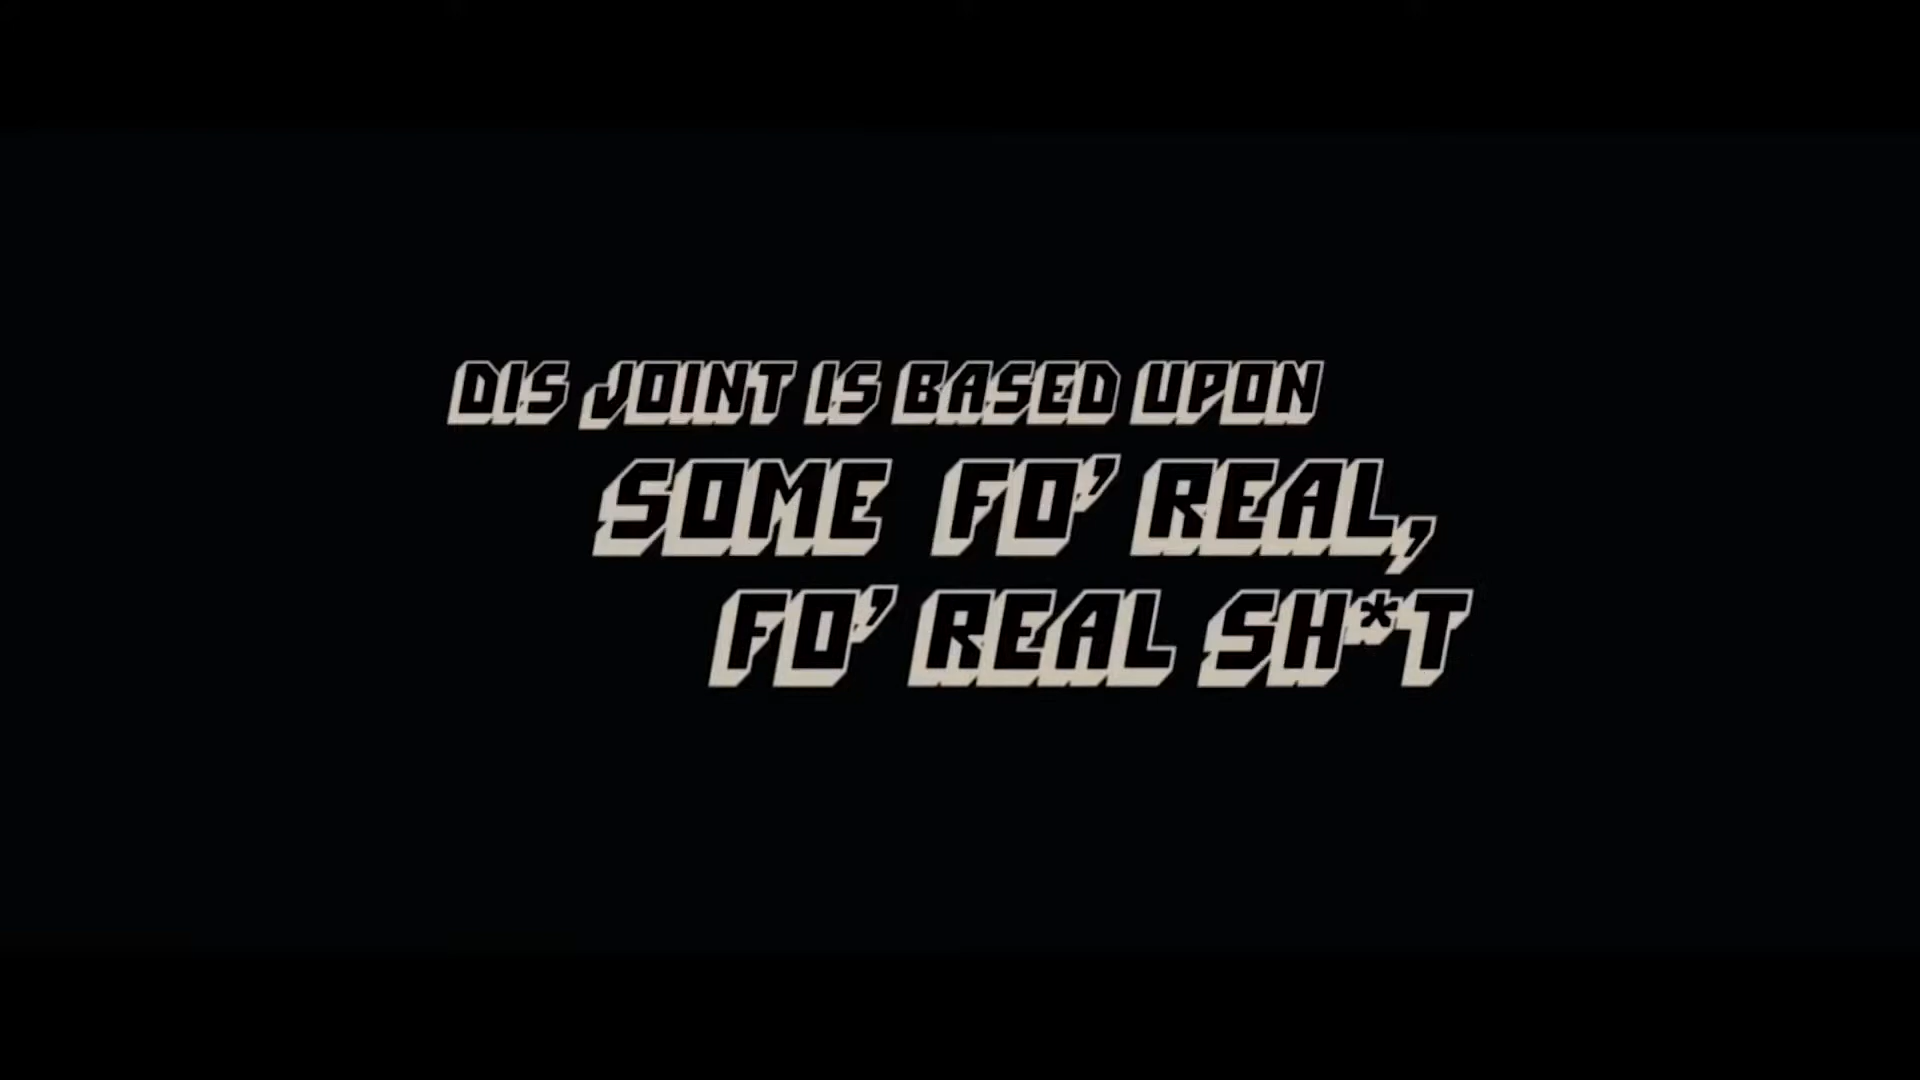 DIS JOINT IS BASED UPON
SOME FO' REAL,
FO' REAL SH*T